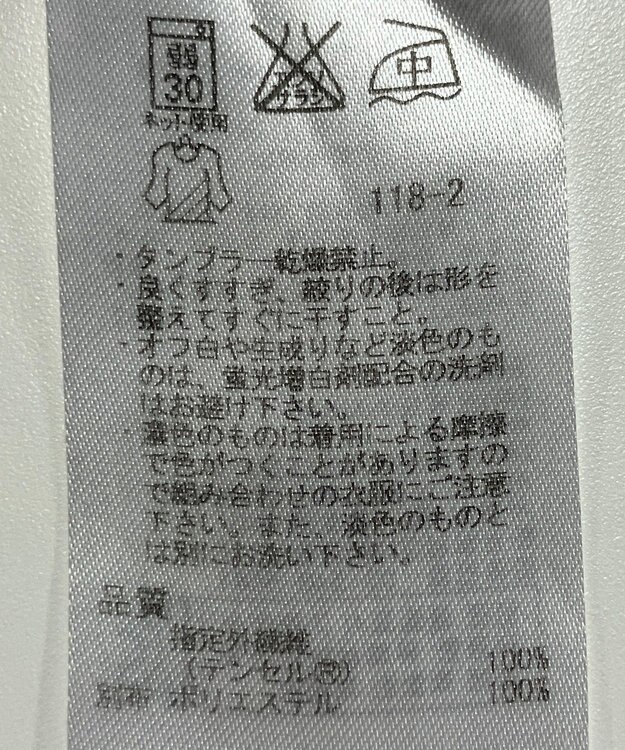 弱
30
ネット使用
中
118-2
・タンブラー乾燥禁止。
・良くすすぎ、絞りの後は形を
整えてすぐに干すこと。
・オフ白や生成りなど淡色のも
のは、蛍光増白剤配合の洗剤
はお避け下さい。
・濃色のものは着用による摩擦
で色がつくことがありますの
で組み合わせの衣服にご注意
下さい。また、淡色のものと
は別にお洗い下さい。
品質
指定外繊維
(テンセル®) 100%
別布 ポリエステル 100%